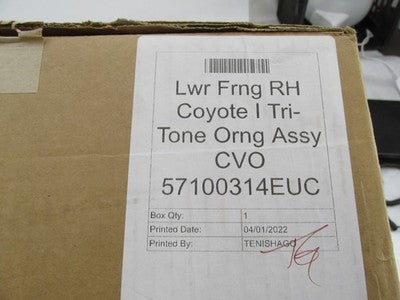 Lwr Frng RH
Coyote I Tri-
Tone Orng Assy
CVO
57100314EUC
Box Qty: 1
Printed Date: 04/01/2022
Printed By: TENISHAGO